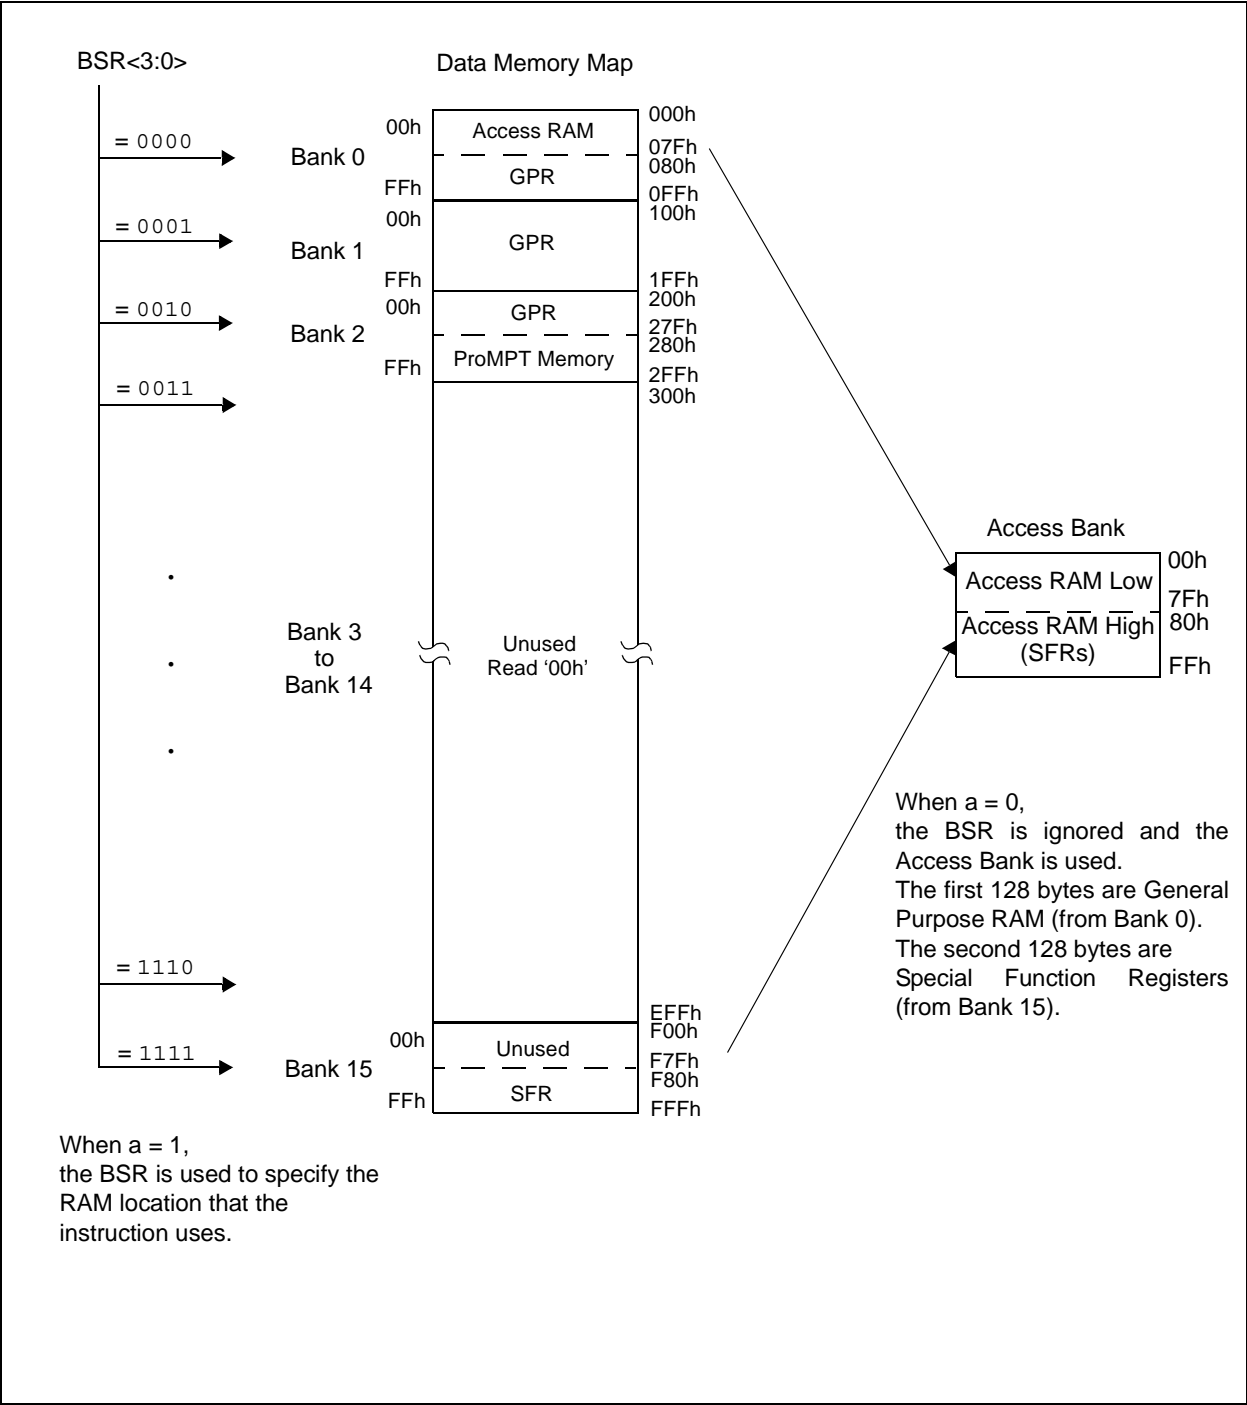 BSR<3:0>
Data Memory Map
= 0000
Bank 0
00h
Access RAM
000h
07Fh
080h
GPR
FFh
0FFh
= 0001
Bank 1
00h
100h
GPR
FFh
1FFh
= 0010
Bank 2
00h
200h
GPR
27Fh
280h
ProMPT Memory
FFh
2FFh
= 0011
300h
.
.
.
Bank 3
to
Bank 14
Unused
Read ‘00h’
= 1110
EFFh
= 1111
Bank 15
00h
F00h
Unused
F7Fh
F80h
SFR
FFh
FFFh
Access Bank
00h
Access RAM Low
7Fh
80h
Access RAM High
(SFRs)
FFh
When a = 0,
the BSR is ignored and the
Access Bank is used.
The first 128 bytes are General
Purpose RAM (from Bank 0).
The second 128 bytes are
Special Function Registers
(from Bank 15).
When a = 1,
the BSR is used to specify the
RAM location that the
instruction uses.